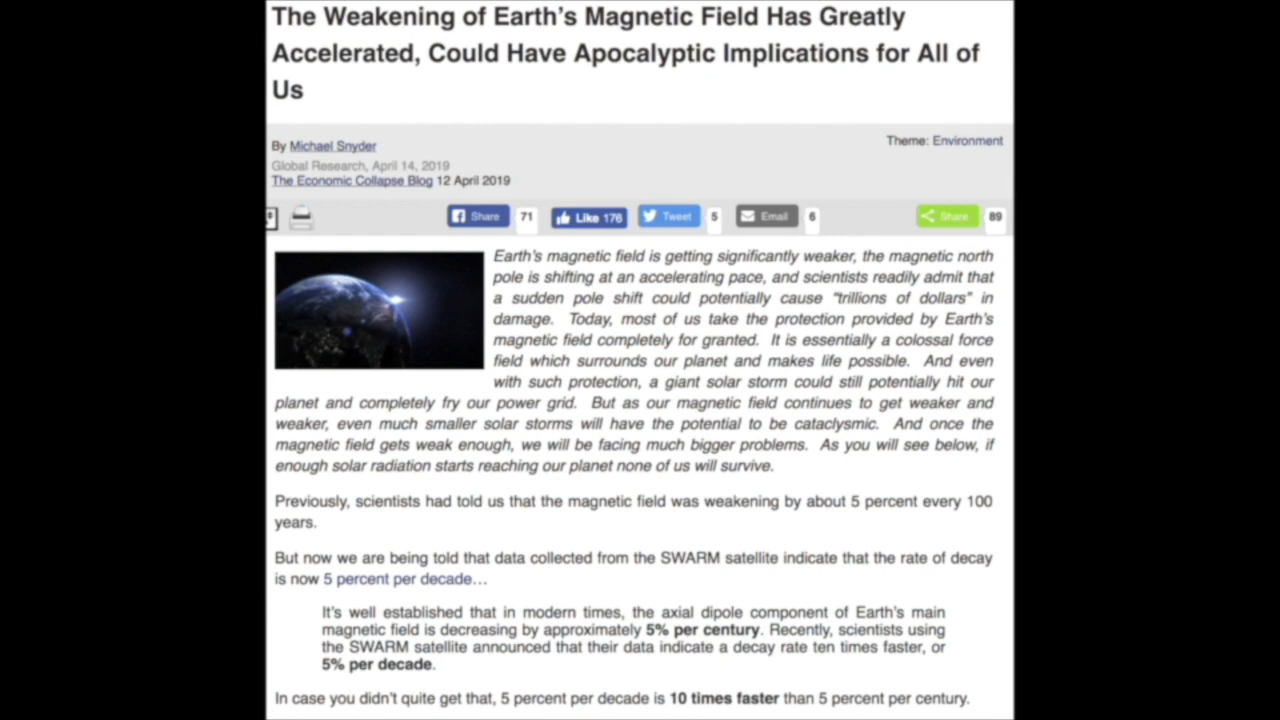 The Weakening of Earth's Magnetic Field Has Greatly
Accelerated, Could Have Apocalyptic Implications for All of
Us
By Michael Snyder
Theme: Environment
Global Research, April 14, 2019
The Economic Collapse Blog 12 April 2019
Share 71 Like 176 Tweet 5 Email 6 Share 89
Earth's magnetic field is getting significantly weaker, the magnetic north
pole is shifting at an accelerating pace, and scientists readily admit that
a sudden pole shift could potentially cause "trillions of dollars" in
damage. Today, most of us take the protection provided by Earth's
magnetic field completely for granted. It is essentially a colossal force
field which surrounds our planet and makes life possible. And even
with such protection, a giant solar storm could still potentially hit our
planet and completely fry our power grid. But as our magnetic field continues to get weaker and
weaker, even much smaller solar storms will have the potential to be cataclysmic. And once the
magnetic field gets weak enough, we will be facing much bigger problems. As you will see below, if
enough solar radiation starts reaching our planet none of us will survive.
Previously, scientists had told us that the magnetic field was weakening by about 5 percent every 100
years.
But now we are being told that data collected from the SWARM satellite indicate that the rate of decay
is now 5 percent per decade…
It's well established that in modern times, the axial dipole component of Earth's main
magnetic field is decreasing by approximately 5% per century. Recently, scientists using
the SWARM satellite announced that their data indicate a decay rate ten times faster, or
5% per decade.
In case you didn't quite get that, 5 percent per decade is 10 times faster than 5 percent per century.